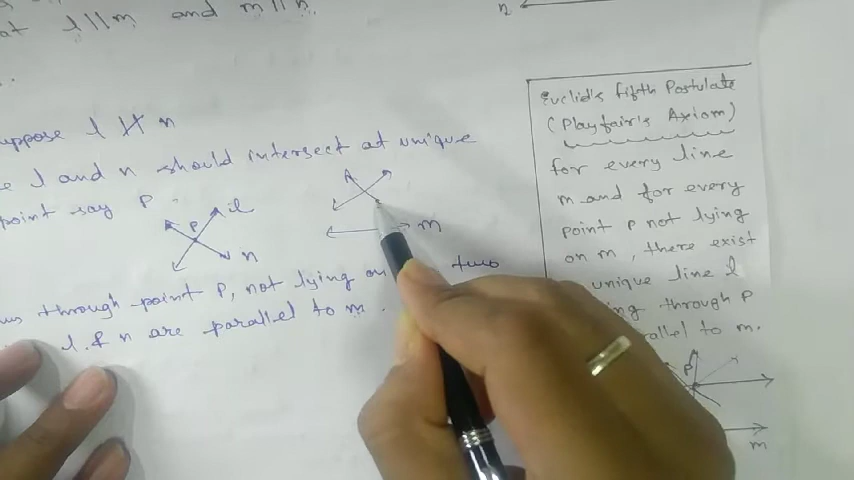 at l || m and m || n.
n
suppose l ∦ n
l and n should intersect at unique
point say P.
l
P
n
m
through point P, not lying on two
l & n are parallel to m.
Euclid's Fifth Postulate
(Playfair's Axiom)
for every line
m and for every
point P not lying
on m, there exist
unique line l
through P
parallel to m.
P
m